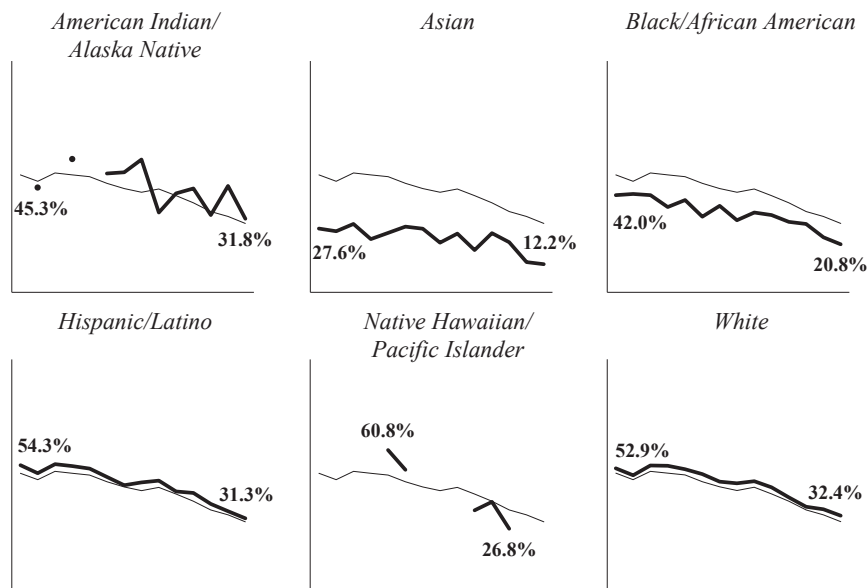 American Indian/
Alaska Native
Asian
Black/African American
45.3%
31.8%
27.6%
12.2%
42.0%
20.8%
Hispanic/Latino
Native Hawaiian/
Pacific Islander
White
54.3%
31.3%
60.8%
26.8%
52.9%
32.4%